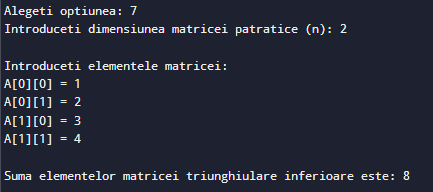 Alegeti optiunea: 7
Introduceti dimensiunea matricei patratice (n): 2
Introduceti elementele matricei:
A[0][0] = 1
A[0][1] = 2
A[1][0] = 3
A[1][1] = 4
Suma elementelor matricei triunghiulare inferioare este: 8